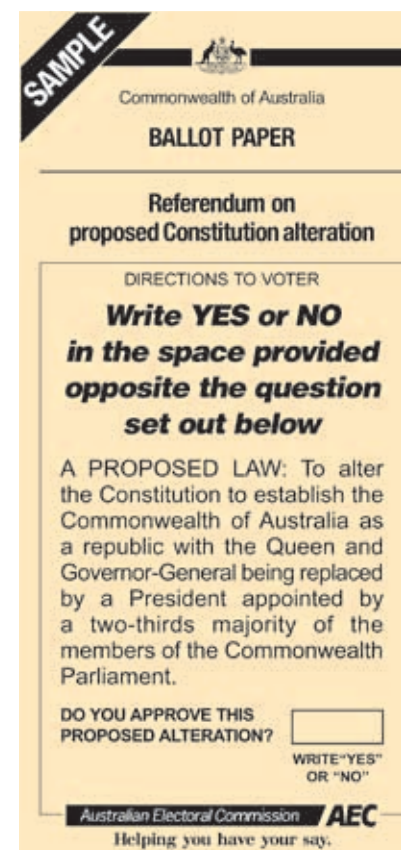 SAMPLE
Commonwealth of Australia
BALLOT PAPER
Referendum on
proposed Constitution alteration
DIRECTIONS TO VOTER
Write YES or NO
in the space provided
opposite the question
set out below
A PROPOSED LAW: To alter
the Constitution to establish the
Commonwealth of Australia as
a republic with the Queen and
Governor-General being replaced
by a President appointed by
a two-thirds majority of the
members of the Commonwealth
Parliament.
DO YOU APPROVE THIS
PROPOSED ALTERATION?
WRITE“YES”
OR “NO”
Australian Electoral Commission AEC
Helping you have your say.